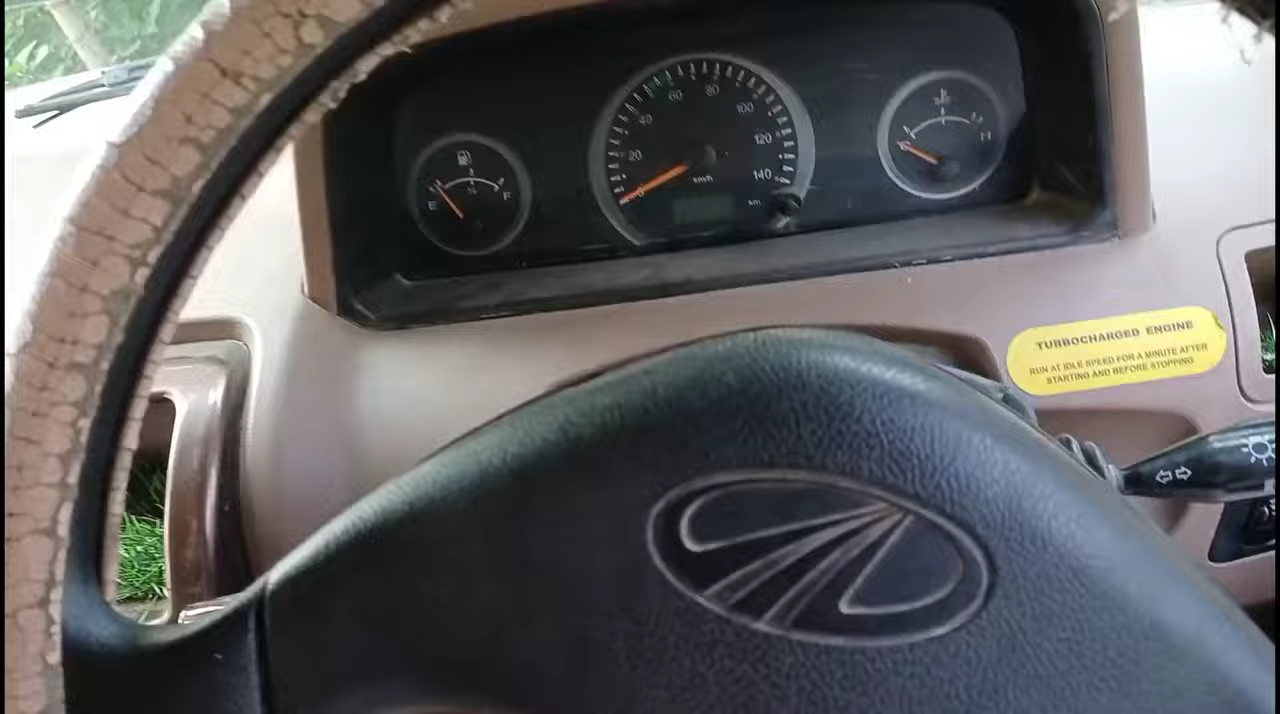 E
F
0
20
40
60
80
100
120
140
km/h
km
H
TURBOCHARGED ENGINE
RUN AT IDLE SPEED FOR A MINUTE AFTER
STARTING AND BEFORE STOPPING